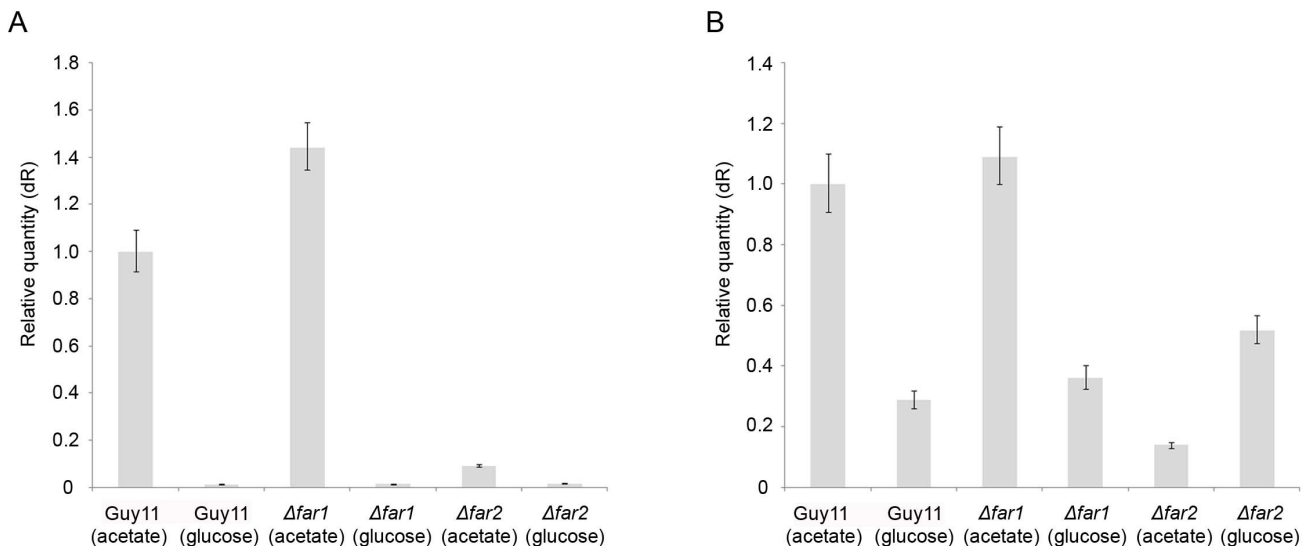 A
Relative quantity (dR)
1.8
1.6
1.4
1.2
1.0
0.8
0.6
0.4
0.2
0
Guy11 Guy11 Δfar1 Δfar1 Δfar2 Δfar2
(acetate) (glucose) (acetate) (glucose) (acetate) (glucose)
B
Relative quantity (dR)
1.4
1.2
1.0
0.8
0.6
0.4
0.2
0
Guy11 Guy11 Δfar1 Δfar1 Δfar2 Δfar2
(acetate) (glucose) (acetate) (glucose) (acetate) (glucose)